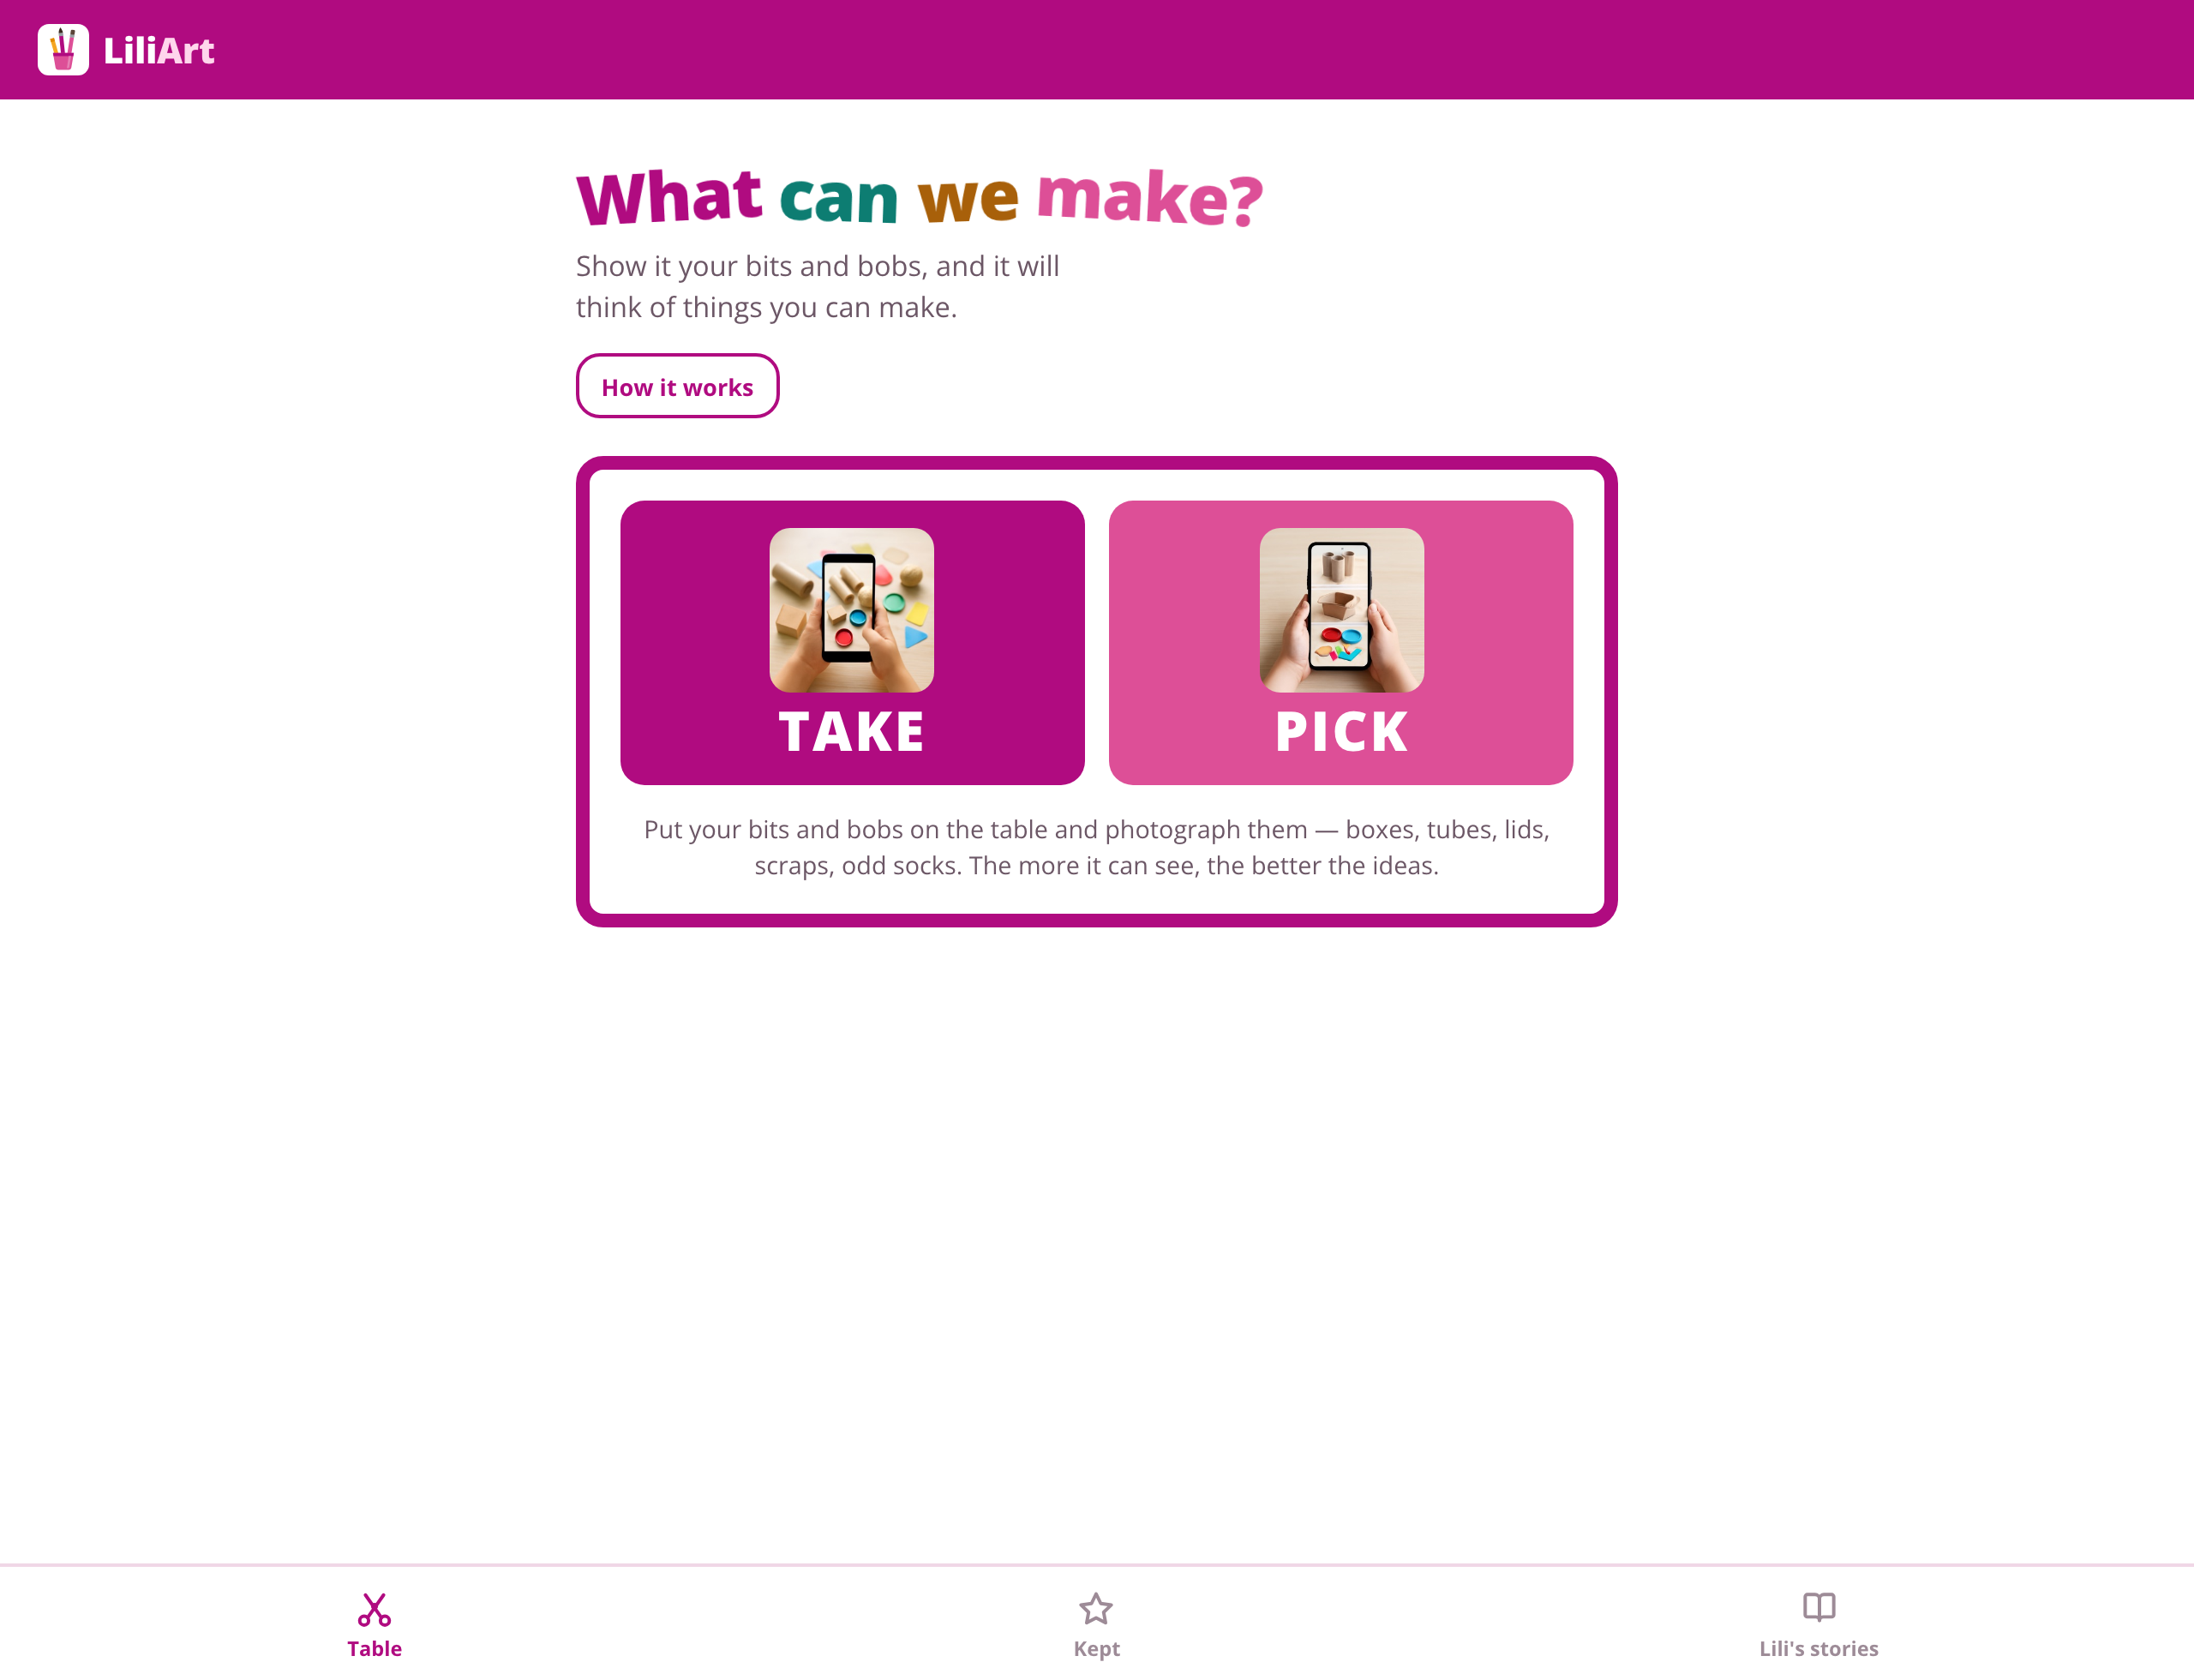 LiliArt
What can we make?
Show it your bits and bobs, and it will
think of things you can make.
How it works
TAKE
PICK
Put your bits and bobs on the table and photograph them — boxes, tubes, lids,
scraps, odd socks. The more it can see, the better the ideas.
Table
Kept
Lili's stories